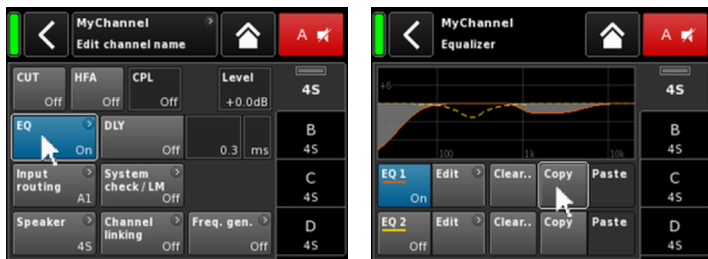 MyChannel
Edit channel name
A
CUT
Off
HFA
Off
CPL
Off
Level
+0.0dB
4S
EQ
On
DLY
Off
0.3
ms
B
4S
Input
routing
A1
System
check/LM
Off
C
4S
Speaker
4S
Channel
linking
Off
Freq. gen.
Off
D
4S
MyChannel
Equalizer
A
+6
100
1k
10k
4S
B
4S
EQ 1
On
Edit
Clear..
Copy
Paste
C
4S
EQ 2
Off
Edit
Clear..
Copy
Paste
D
4S